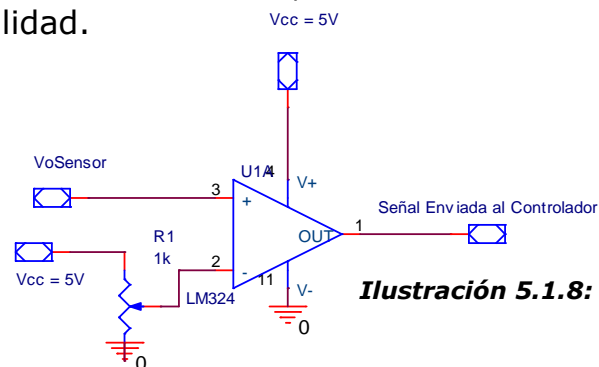 lidad.
Vcc = 5V
VoSensor
U1A
4
V+
3
+
Señal Enviada al Controlador
1
OUT
R1
1k
2
-
Vcc = 5V
LM324
11
V-
Ilustración 5.1.8:
0
0